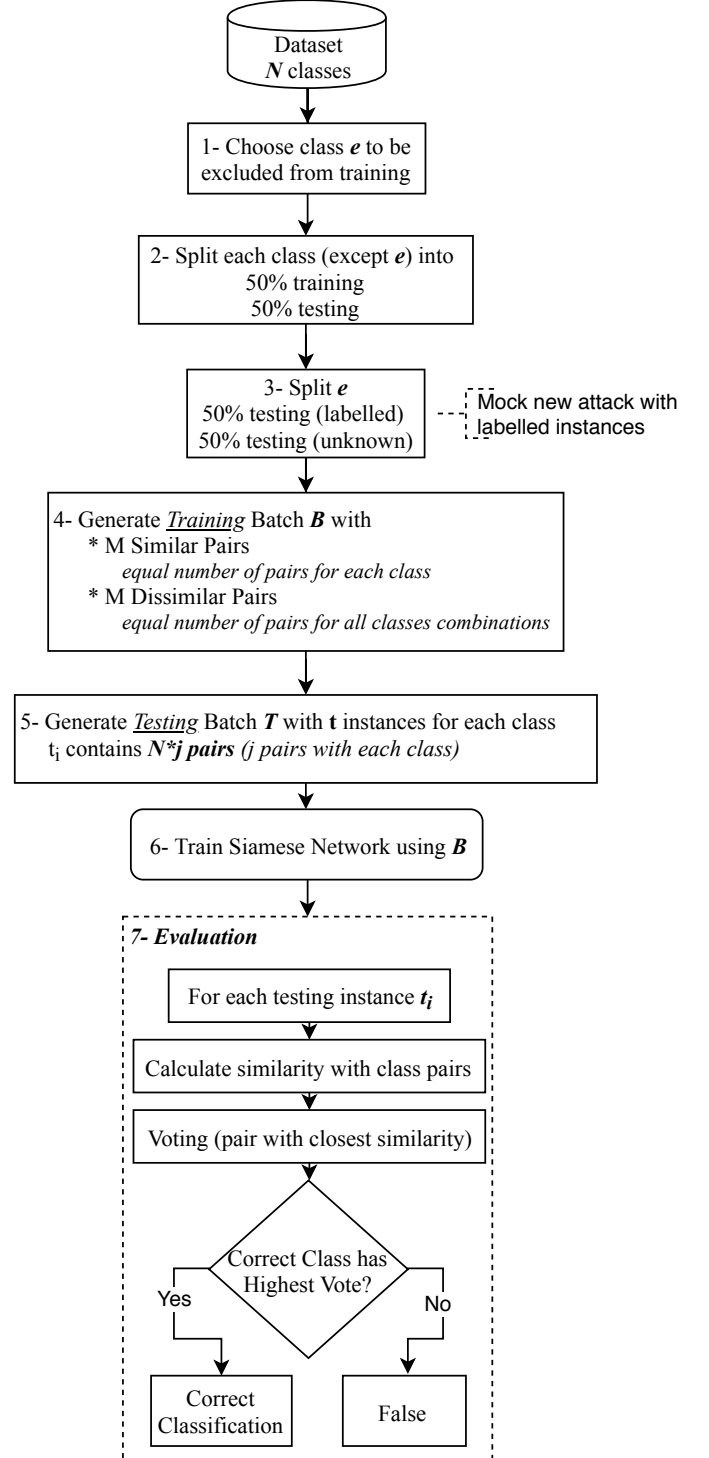 Dataset
N classes
1- Choose class e to be
excluded from training
2- Split each class (except e) into
50% training
50% testing
3- Split e
50% testing (labelled)
50% testing (unknown)
Mock new attack with
labelled instances
4- Generate Training Batch B with
* M Similar Pairs
equal number of pairs for each class
* M Dissimilar Pairs
equal number of pairs for all classes combinations
5- Generate Testing Batch T with t instances for each class
ti contains N*j pairs (j pairs with each class)
6- Train Siamese Network using B
7- Evaluation
For each testing instance ti
Calculate similarity with class pairs
Voting (pair with closest similarity)
Correct Class has
Highest Vote?
Yes
No
Correct
Classification
False